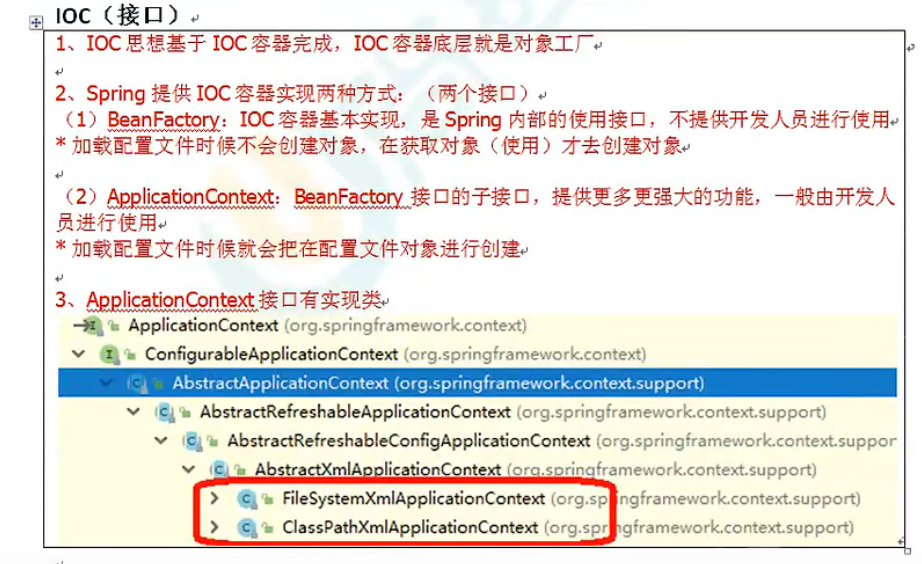 IOC（接口）
1、IOC 思想基于 IOC 容器完成，IOC 容器底层就是对象工厂
2、Spring 提供 IOC 容器实现两种方式：（两个接口）
（1）BeanFactory：IOC 容器基本实现，是 Spring 内部的使用接口，不提供开发人员进行使用
* 加载配置文件时候不会创建对象，在获取对象（使用）才去创建对象
（2）ApplicationContext：BeanFactory 接口的子接口，提供更多更强大的功能，一般由开发人
员进行使用
* 加载配置文件时候就会把在配置文件对象进行创建
3、ApplicationContext 接口有实现类
ApplicationContext (org.springframework.context)
ConfigurableApplicationContext (org.springframework.context)
AbstractApplicationContext (org.springframework.context.support)
AbstractRefreshableApplicationContext (org.springframework.context.support)
AbstractRefreshableConfigApplicationContext (org.springframework.context.suppor
AbstractXmlApplicationContext (org.springframework.context.support)
FileSystemXmlApplicationContext (org.springframework.context.support)
ClassPathXmlApplicationContext (org.springframework.context.support)